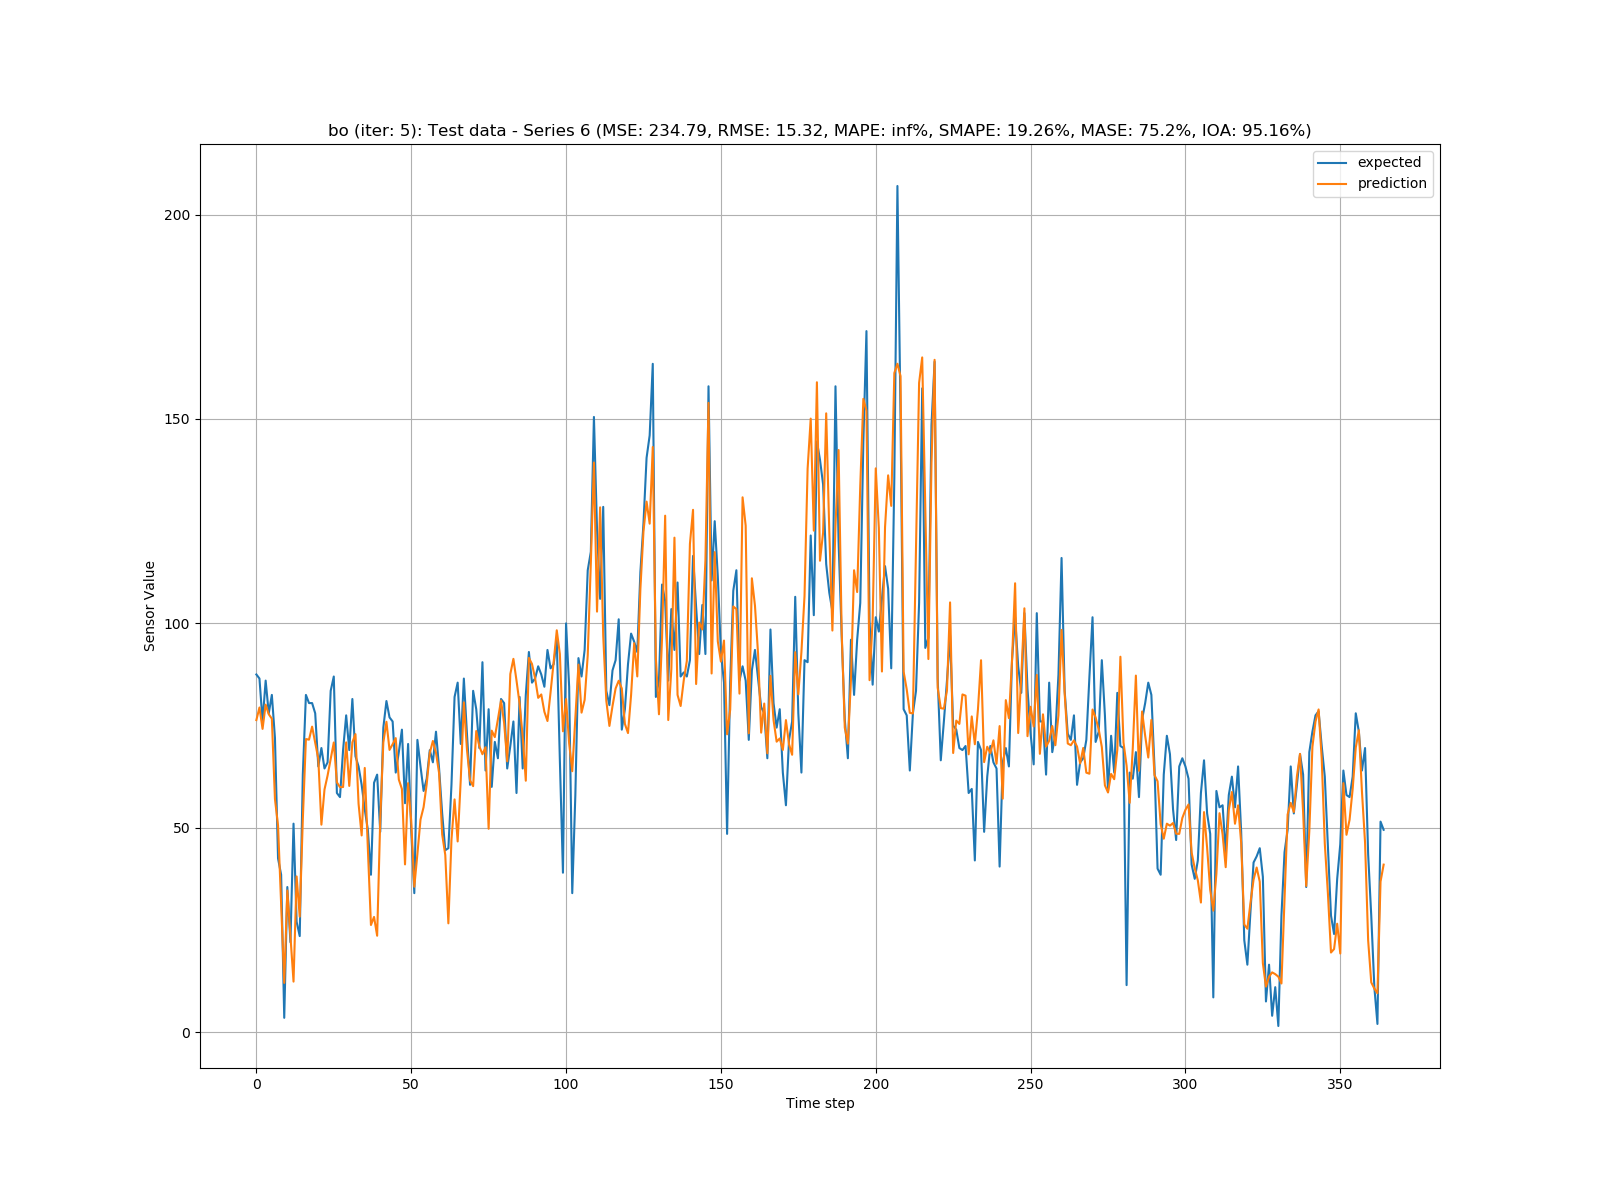 bo (iter: 5): Test data - Series 6 (MSE: 234.79, RMSE: 15.32, MAPE: inf%, SMAPE: 19.26%, MASE: 75.2%, IOA: 95.16%)
expected
prediction
200
150
100
50
0
Sensor Value
0 50 100 150 200 250 300 350
Time step